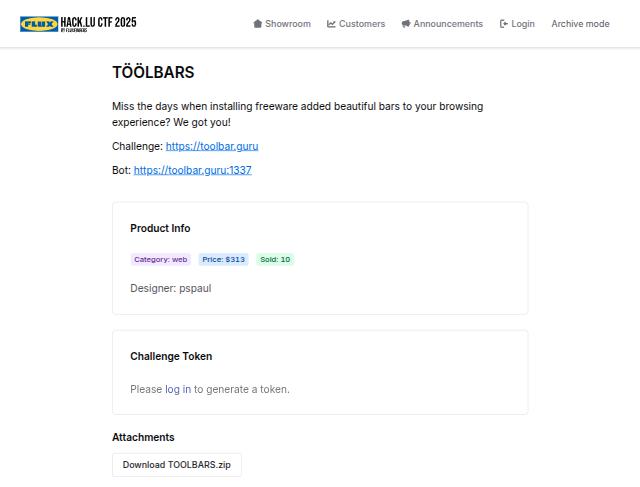 FLUX HACK.LU CTF 2025
BY FLUXFINGERS
Showroom Customers Announcements Login Archive mode
TÖÖLBARS
Miss the days when installing freeware added beautiful bars to your browsing
experience? We got you!
Challenge: https://toolbar.guru
Bot: https://toolbar.guru:1337
Product Info
Category: web Price: $313 Sold: 10
Designer: pspaul
Challenge Token
Please log in to generate a token.
Attachments
Download TOOLBARS.zip